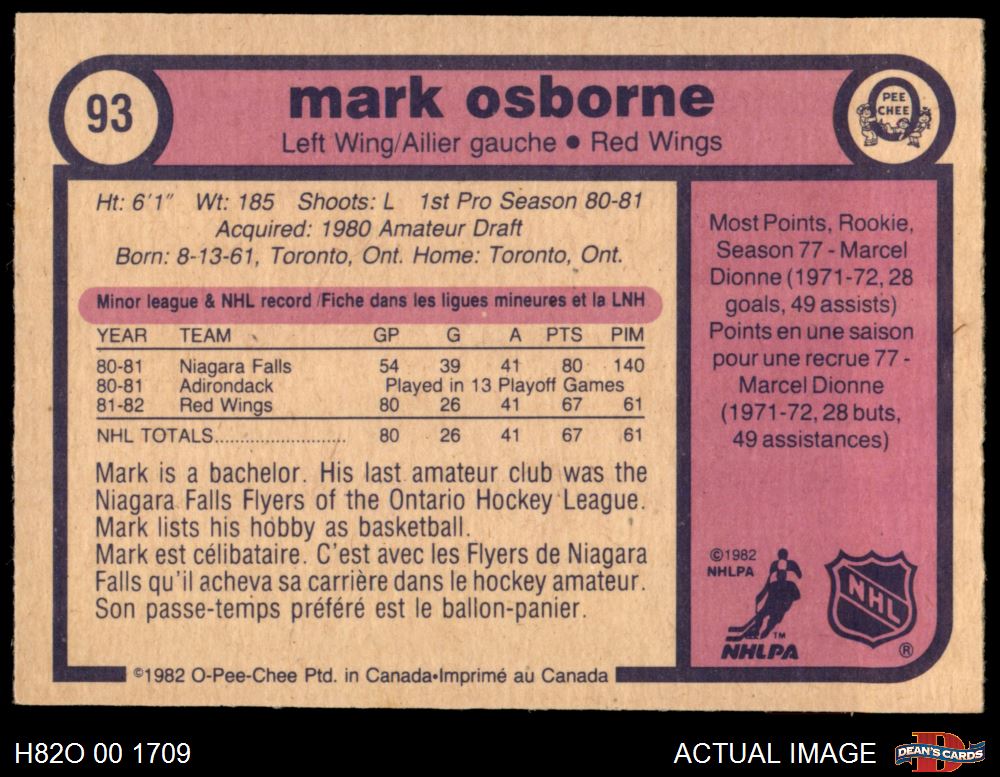 93
mark osborne
Left Wing/Ailier gauche ● Red Wings
PEE
CHEE
Ht: 6'1" Wt: 185 Shoots: L 1st Pro Season 80-81
Acquired: 1980 Amateur Draft
Born: 8-13-61, Toronto, Ont. Home: Toronto, Ont.
Minor league & NHL record /Fiche dans les ligues mineures et la LNH
YEAR TEAM GP G A PTS PIM
80-81 Niagara Falls 54 39 41 80 140
80-81 Adirondack Played in 13 Playoff Games
81-82 Red Wings 80 26 41 67 61
NHL TOTALS.......................... 80 26 41 67 61
Mark is a bachelor. His last amateur club was the
Niagara Falls Flyers of the Ontario Hockey League.
Mark lists his hobby as basketball.
Mark est célibataire. C'est avec les Flyers de Niagara
Falls qu'il acheva sa carrière dans le hockey amateur.
Son passe-temps préféré est le ballon-panier.
©1982 O-Pee-Chee Ptd. in Canada•Imprimé au Canada
Most Points, Rookie,
Season 77 - Marcel
Dionne (1971-72, 28
goals, 49 assists)
Points en une saison
pour une recrue 77 -
Marcel Dionne
(1971-72, 28 buts,
49 assistances)
©1982
NHLPA
TM
NHLPA
NHL
®
H82O 00 1709
ACTUAL IMAGE
DEAN'S CARDS